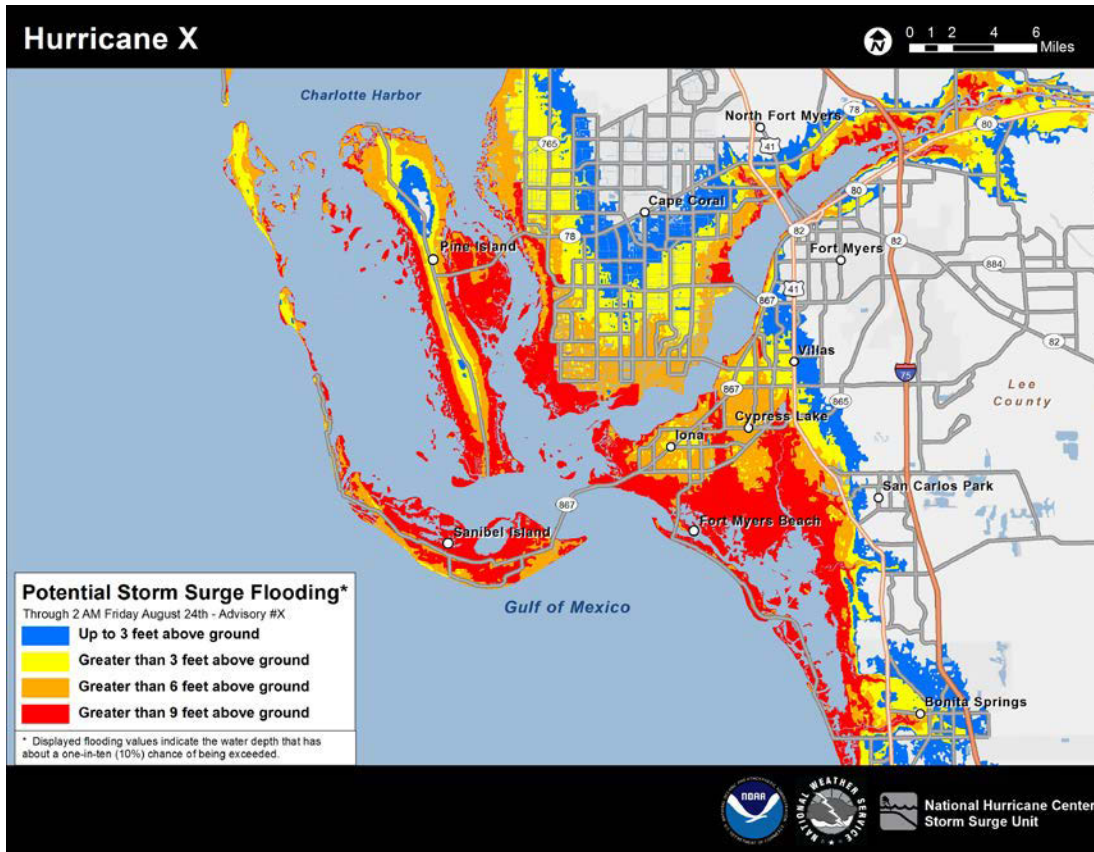 Hurricane X
N
0 1 2 4 6
Miles
Charlotte Harbor
North Fort Myers
78
80
41
765
Cape Coral
80
78
82
Fort Myers
82
Pine Island
884
41
867
82
Villas
75
Lee
County
867
865
Cypress Lake
Iona
San Carlos Park
867
Fort Myers Beach
Sanibel Island
Gulf of Mexico
Bonita Springs
Potential Storm Surge Flooding*
Through 2 AM Friday August 24th - Advisory #X
Up to 3 feet above ground
Greater than 3 feet above ground
Greater than 6 feet above ground
Greater than 9 feet above ground
* Displayed flooding values indicate the water depth that has
about a one-in-ten (10%) chance of being exceeded.
NOAA
NATIONAL WEATHER SERVICE
National Hurricane Center
Storm Surge Unit